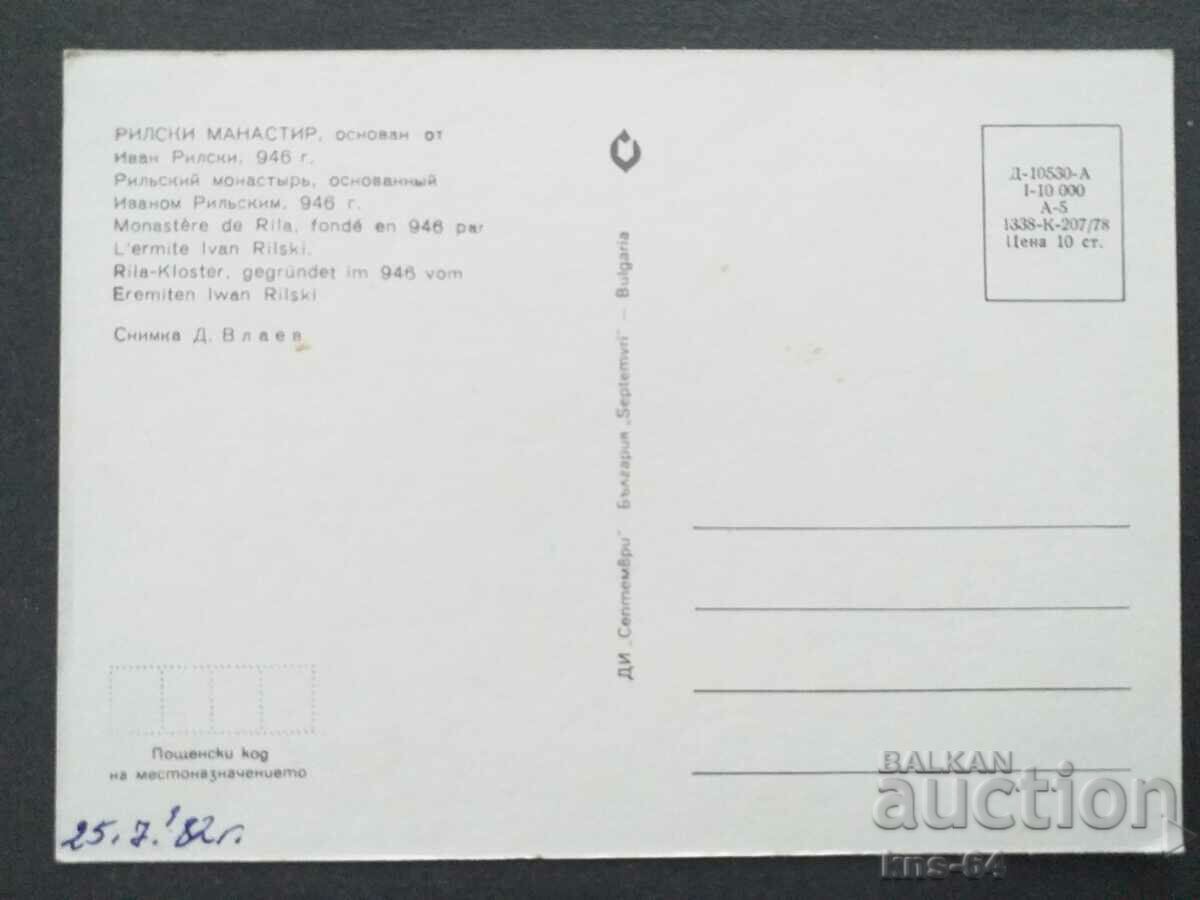 РИЛСКИ МАНАСТИР, основан от
Иван Рилски, 946 г.
Рильский монастырь, основанный
Иваном Рильским, 946 г.
Monastère de Rila, fondé en 946 par
L'ermite Ivan Rilski.
Rila-Kloster, gegründet im 946 vom
Eremiten Iwan Rilski
Снимка Д. Влаев
ДИ „Септември" България „Septemvri" — Bulgaria
Д-10530-А
I-10 000
А-5
1338-К-207/78
Цена 10 ст.
Пощенски код
на местоназначението
25.7.'82г.
BALKAN
auction
kns-64